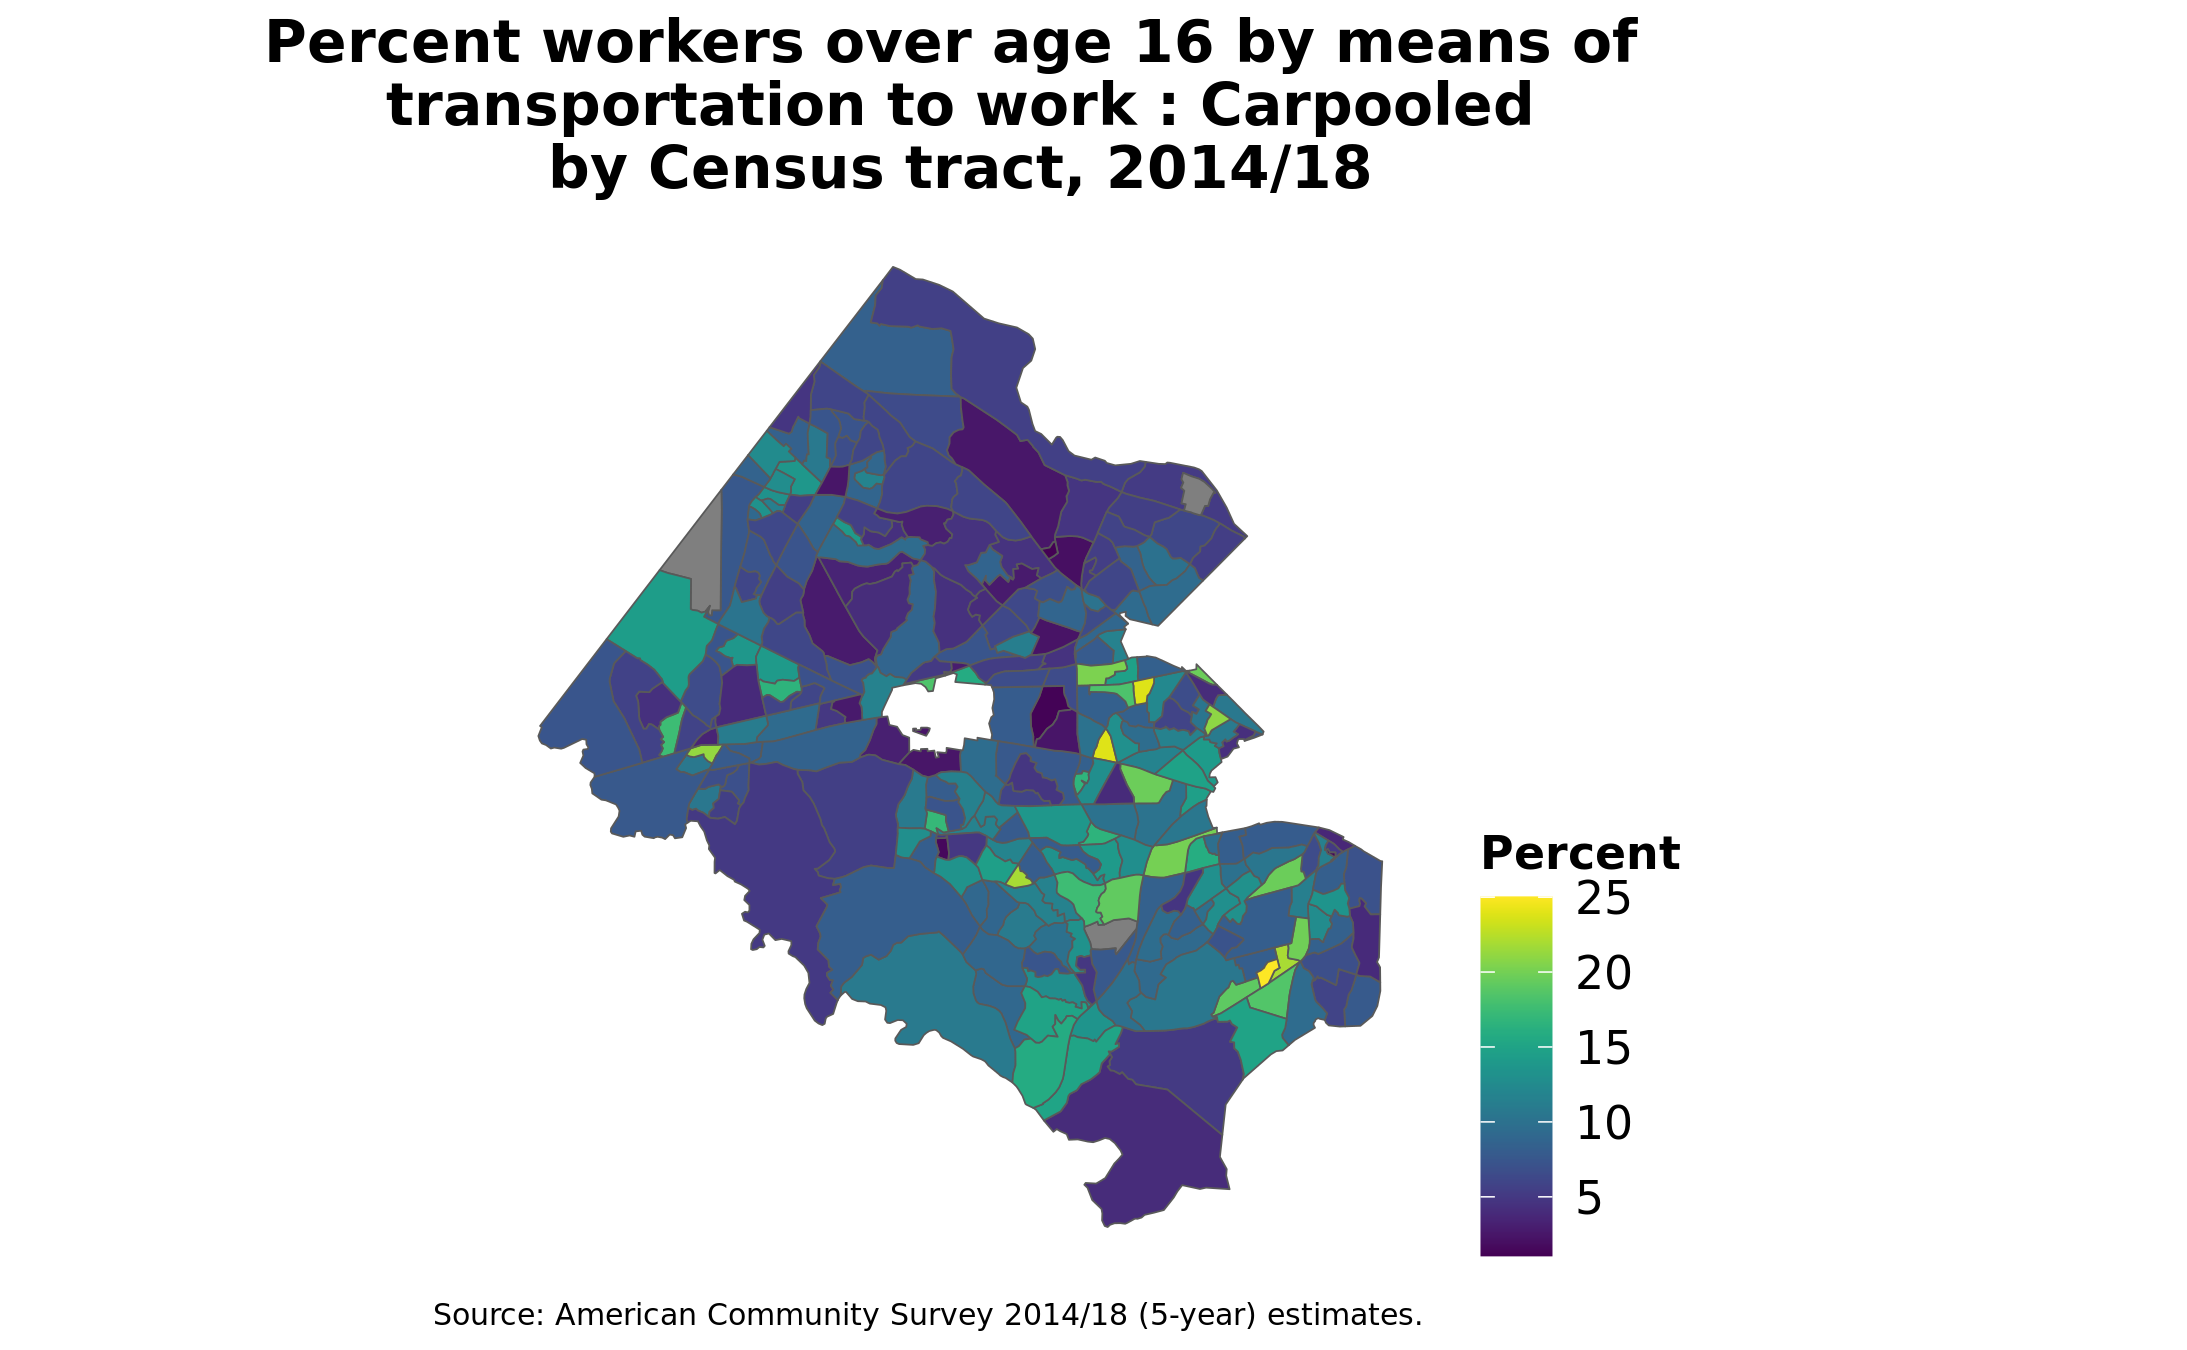 Percent workers over age 16 by means of
transportation to work : Carpooled
by Census tract, 2014/18
Percent
25
20
15
10
5
Source: American Community Survey 2014/18 (5-year) estimates.